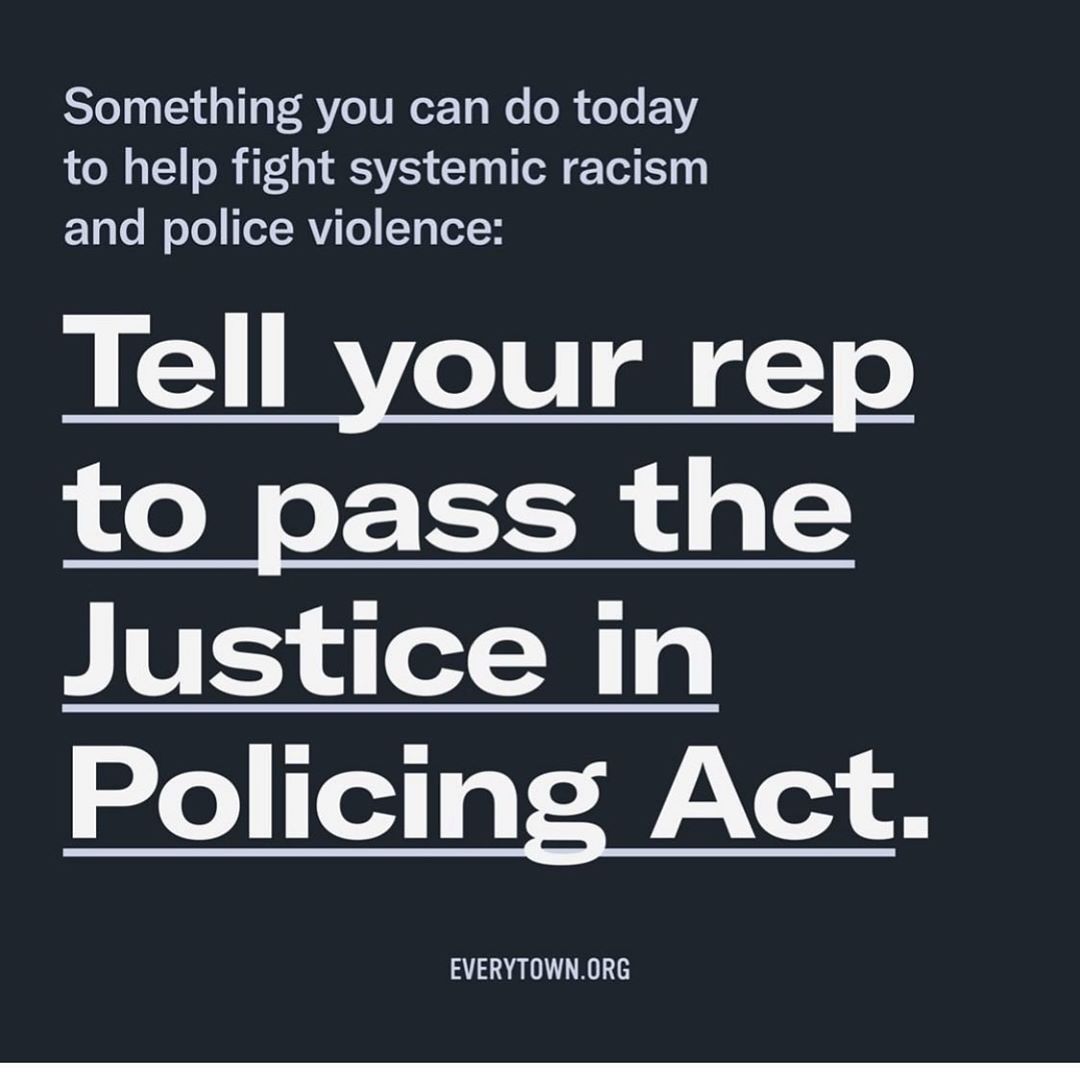 Something you can do today
to help fight systemic racism
and police violence:
Tell your rep
to pass the
Justice in
Policing Act.
EVERYTOWN.ORG